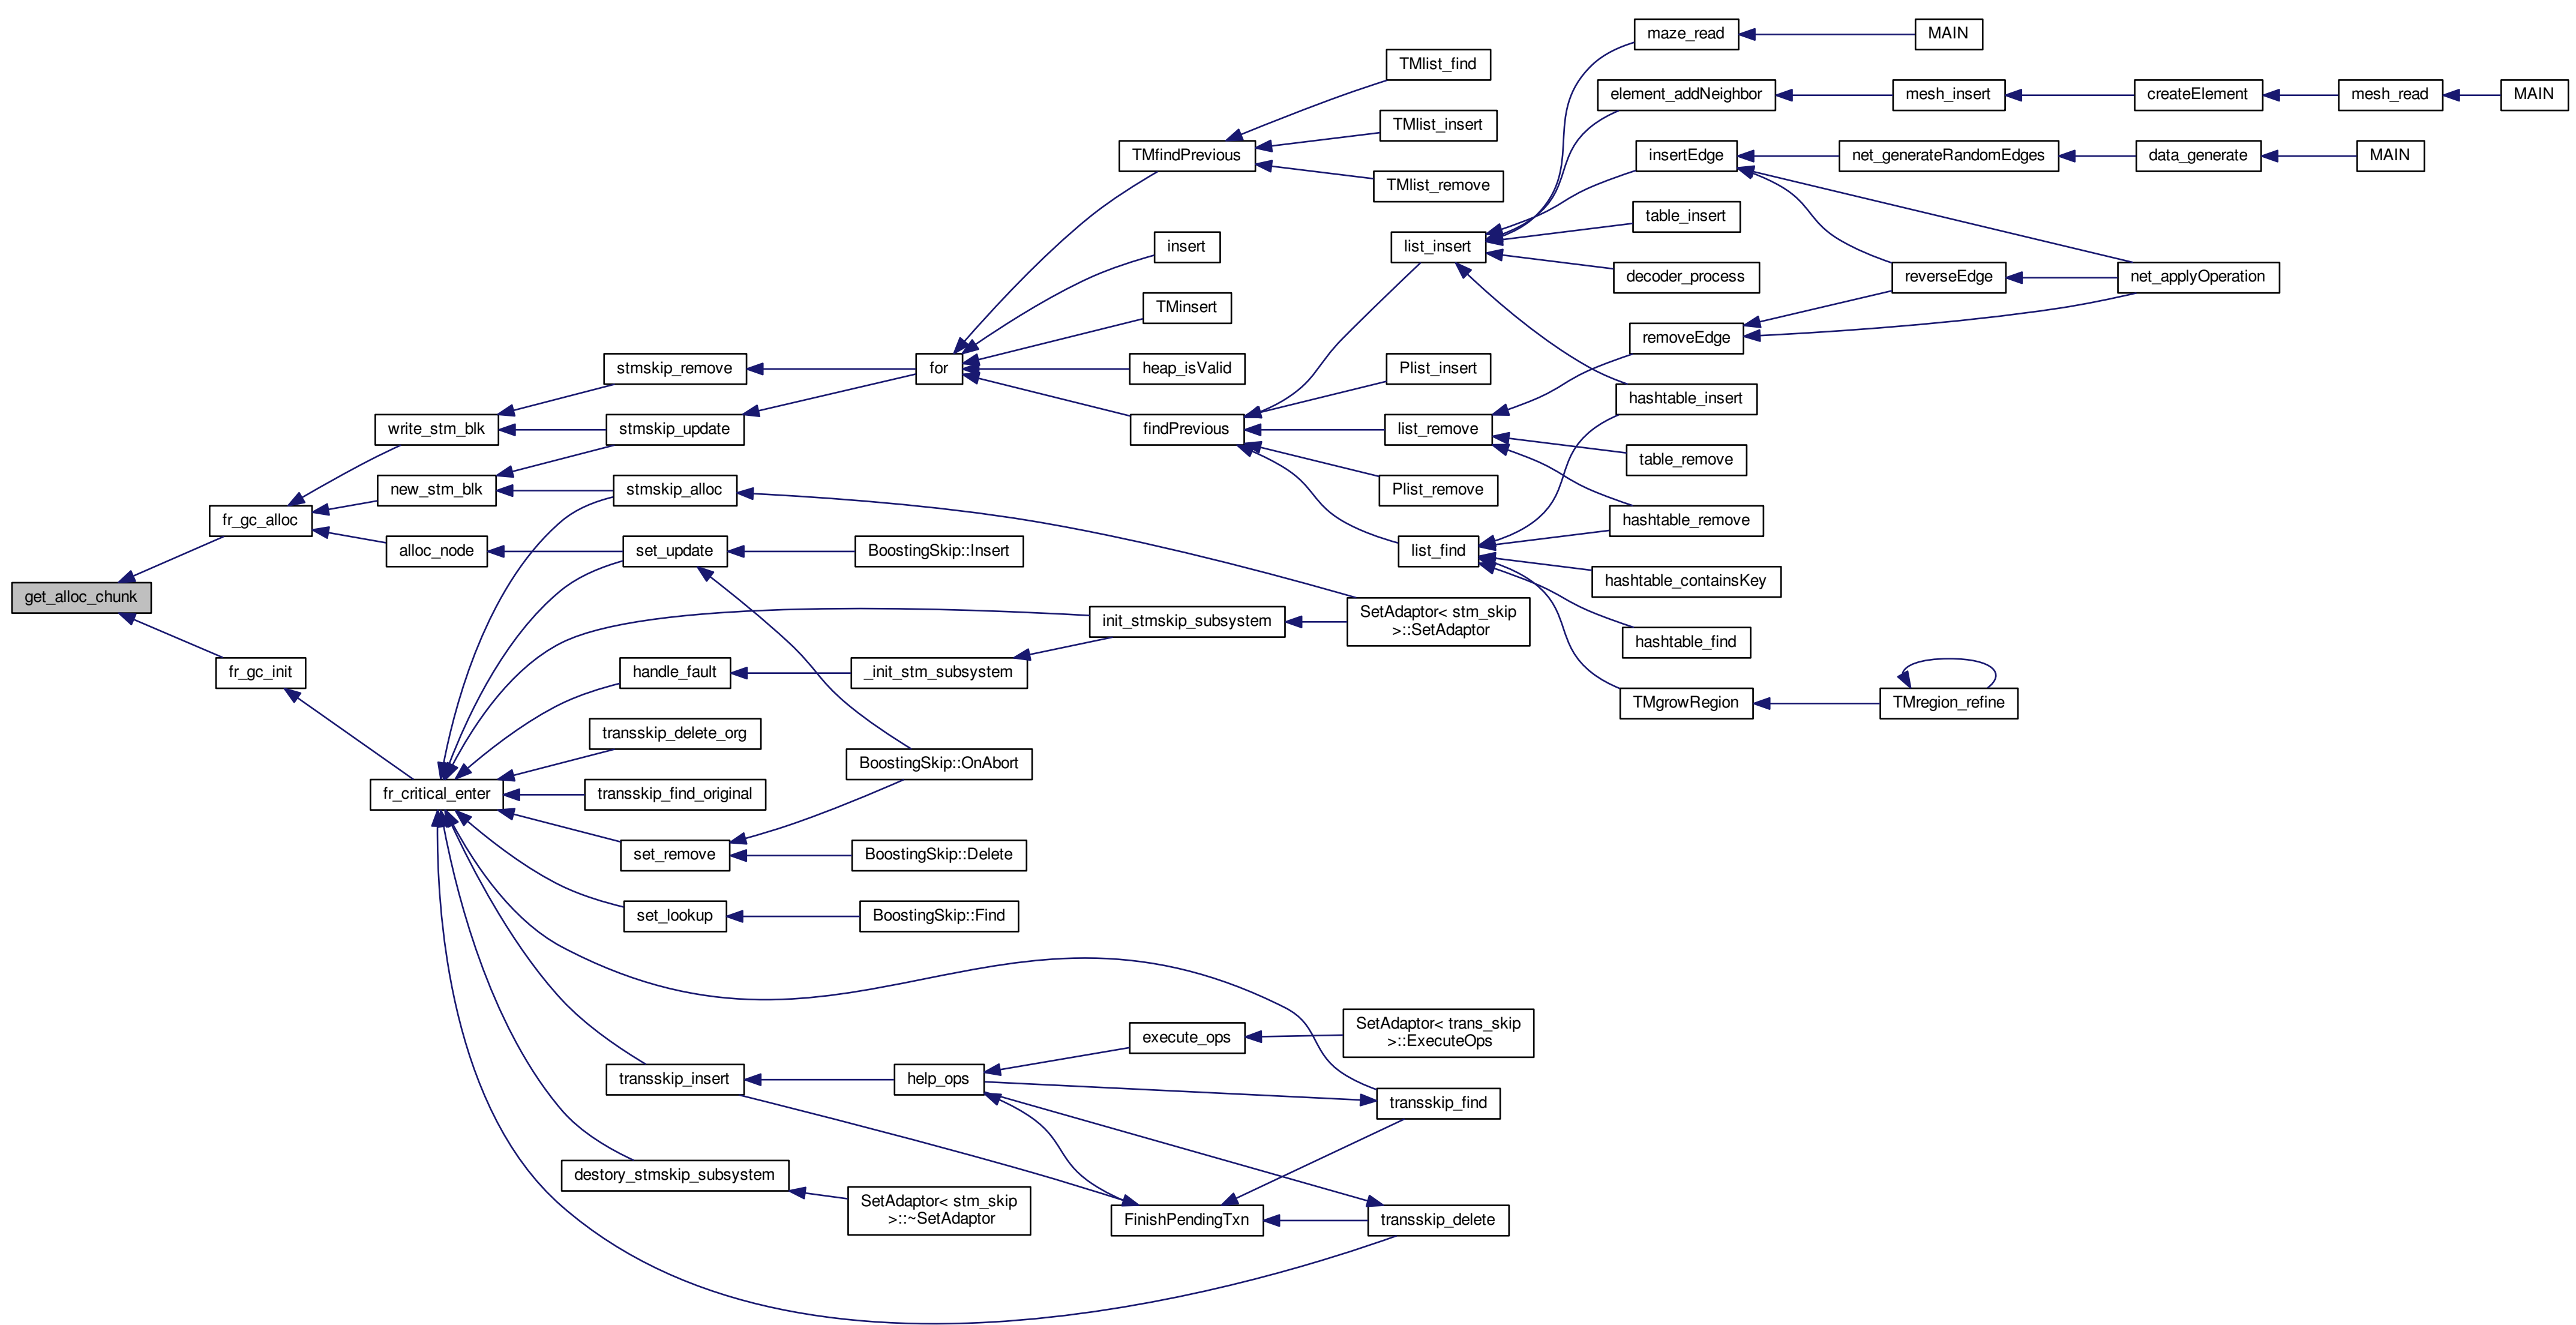 maze_read
MAIN
TMlist_find
element_addNeighbor
mesh_insert
createElement
mesh_read
MAIN
TMlist_insert
TMfindPrevious
insertEdge
net_generateRandomEdges
data_generate
MAIN
TMlist_remove
table_insert
insert
list_insert
decoder_process
reverseEdge
net_applyOperation
TMinsert
removeEdge
stmskip_remove
for
heap_isValid
Plist_insert
hashtable_insert
write_stm_blk
stmskip_update
findPrevious
list_remove
table_remove
new_stm_blk
stmskip_alloc
Plist_remove
fr_gc_alloc
hashtable_remove
alloc_node
set_update
BoostingSkip::Insert
list_find
hashtable_containsKey
get_alloc_chunk
init_stmskip_subsystem
SetAdaptor< stm_skip
>::SetAdaptor
hashtable_find
fr_gc_init
handle_fault
_init_stm_subsystem
TMgrowRegion
TMregion_refine
transskip_delete_org
BoostingSkip::OnAbort
fr_critical_enter
transskip_find_original
set_remove
BoostingSkip::Delete
set_lookup
BoostingSkip::Find
execute_ops
SetAdaptor< trans_skip
>::ExecuteOps
transskip_insert
help_ops
transskip_find
destory_stmskip_subsystem
SetAdaptor< stm_skip
>::~SetAdaptor
FinishPendingTxn
transskip_delete